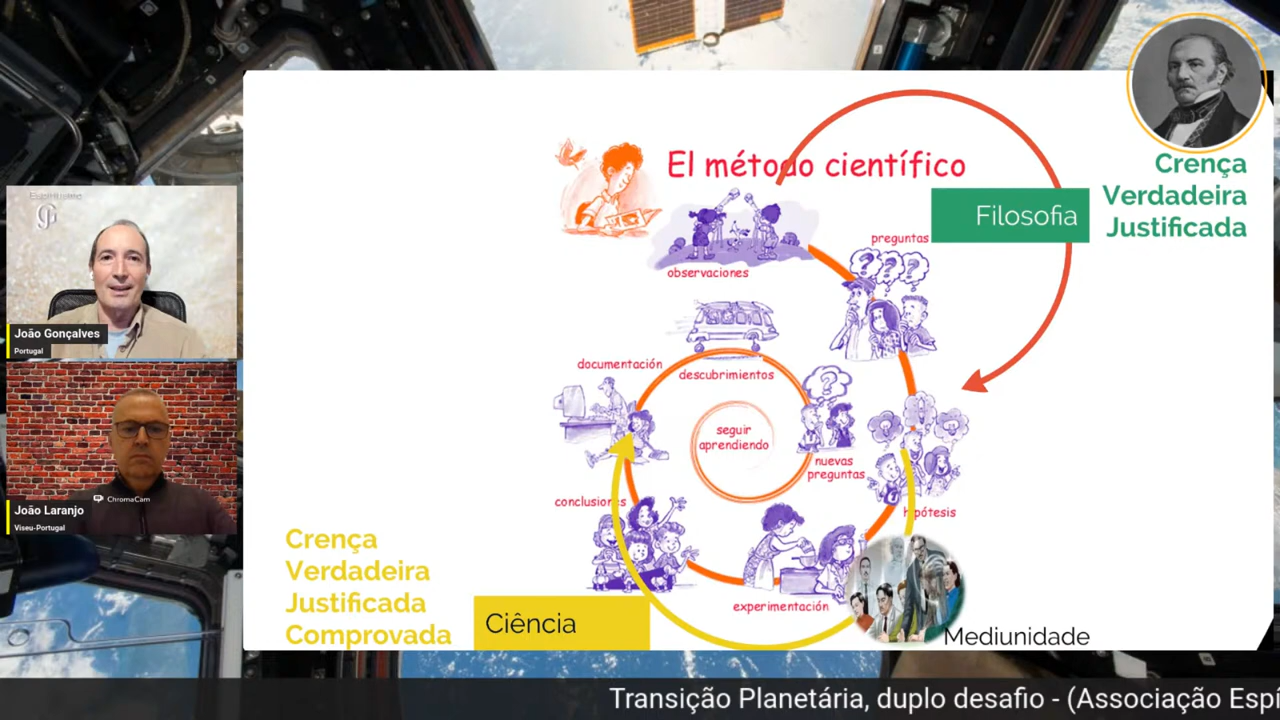 El método científico
Crença
Verdadeira
Justificada
Filosofia
preguntas
observaciones
documentación
descubrimientos
seguir
aprendiendo
nuevas
preguntas
conclusiones
hipótesis
experimentación
Crença
Verdadeira
Justificada
Comprovada
Ciência
Mediunidade
Espiritismo
João Gonçalves
Portugal
ChromaCam
João Laranjo
Viseu-Portugal
Transição Planetária, duplo desafio - (Associação Espí